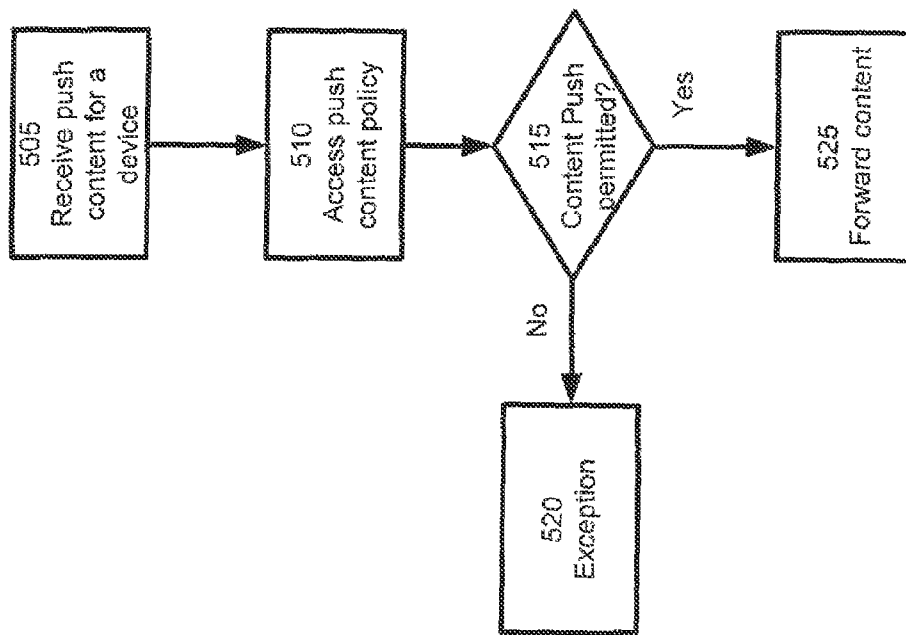 505
Receive push
content for a
device
510
Access push
content policy
515
Content Push
permitted?
No
Yes
520
Exception
525
Forward content